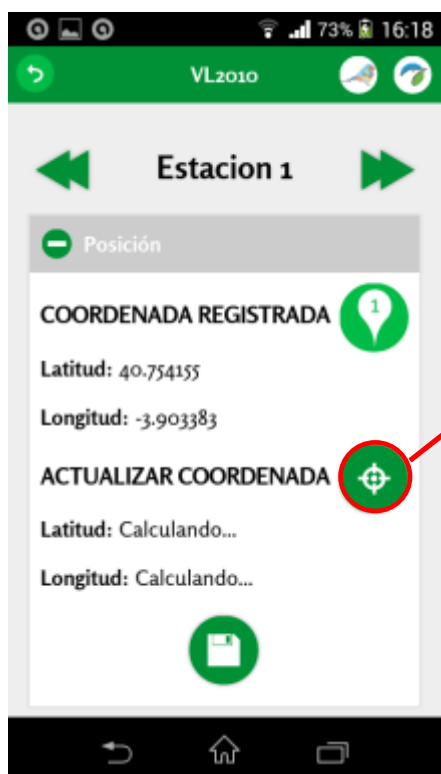 73% 16:18
VL2010
Estacion 1
Posición
COORDENADA REGISTRADA 1
Latitud: 40.754155
Longitud: -3.903383
ACTUALIZAR COORDENADA
Latitud: Calculando...
Longitud: Calculando...